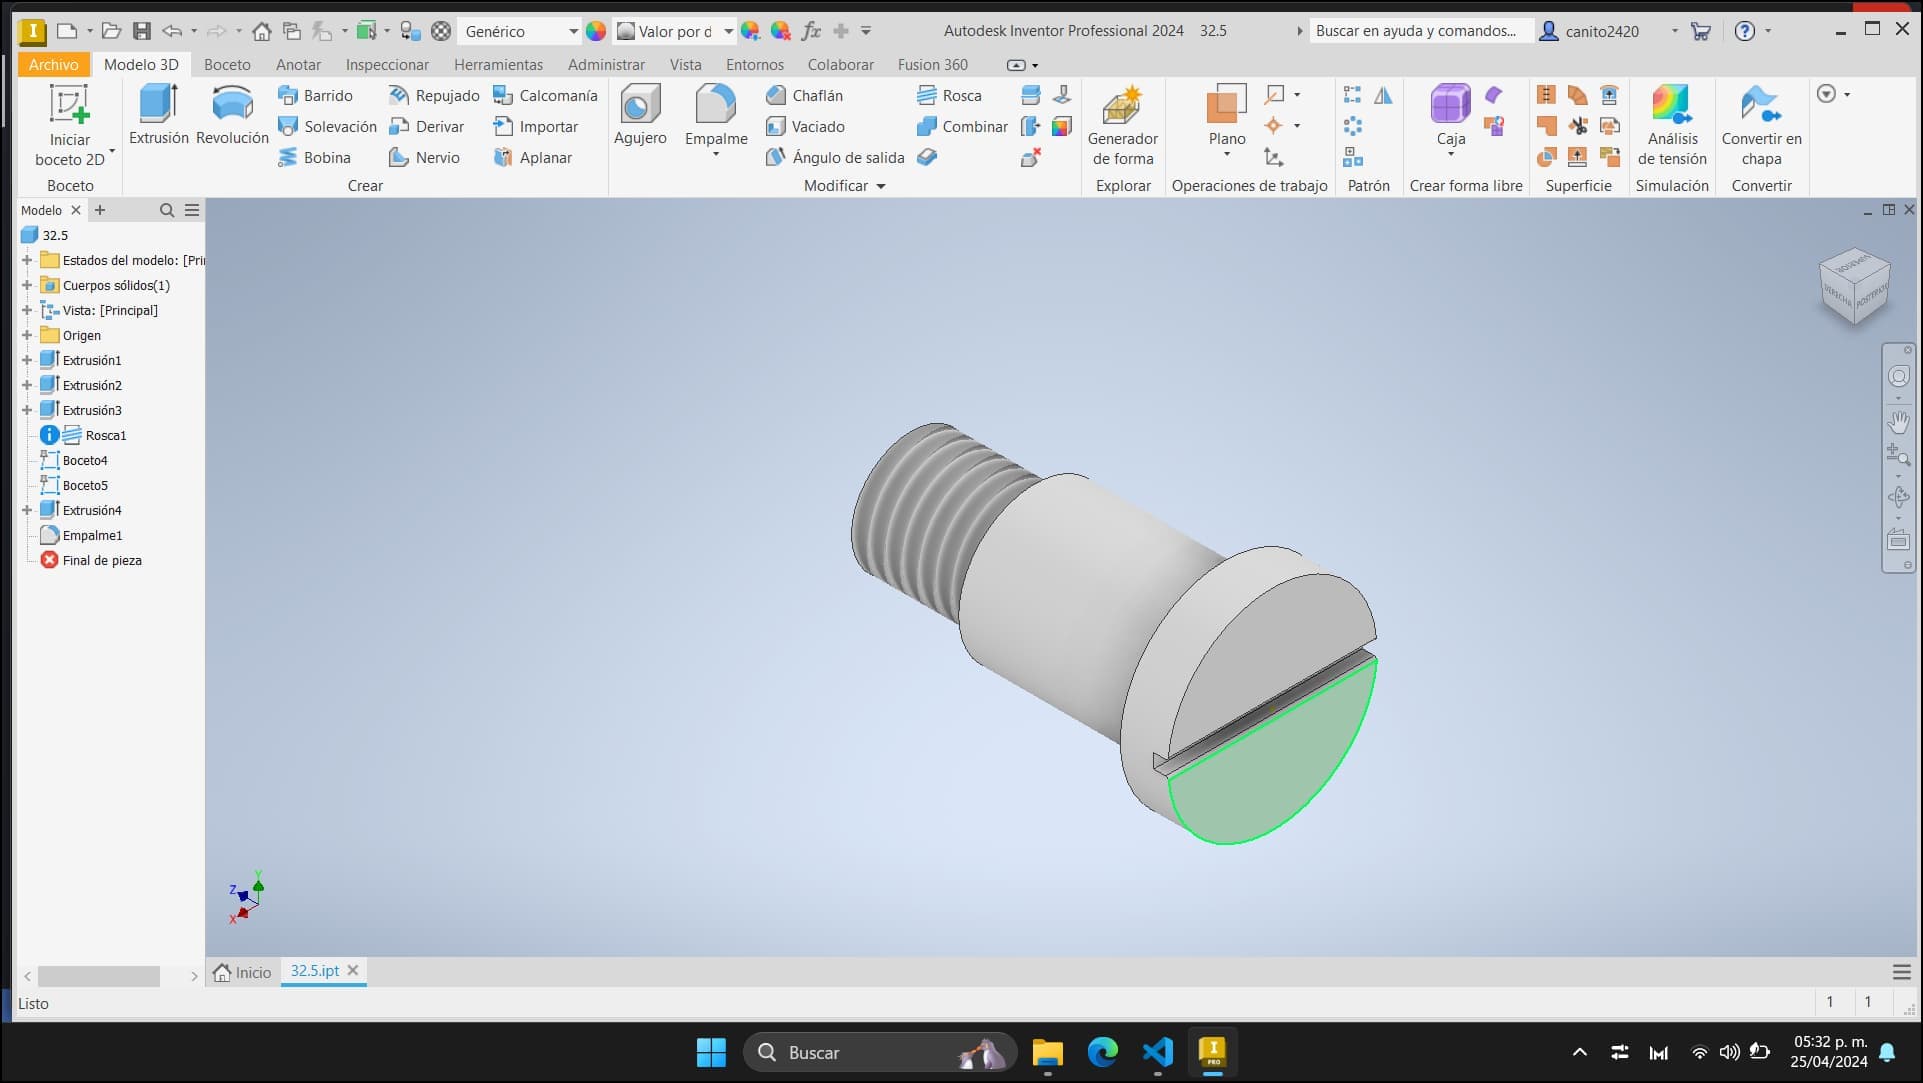 Genérico
Valor por d
Autodesk Inventor Professional 2024 32.5
Buscar en ayuda y comandos...
canito2420
Archivo Modelo 3D Boceto Anotar Inspeccionar Herramientas Administrar Vista Entornos Colaborar Fusion 360
Iniciar
boceto 2D
Boceto
Extrusión
Revolución
Barrido
Solevación
Bobina
Repujado
Derivar
Nervio
Calcomanía
Importar
Aplanar
Crear
Agujero
Empalme
Chaflán
Vaciado
Ángulo de salida
Rosca
Combinar
Modificar
Generador
de forma
Explorar
Plano
Operaciones de trabajo
Patrón
Caja
Crear forma libre
Superficie
Análisis
de tensión
Simulación
Convertir en
chapa
Convertir
Modelo
32.5
Estados del modelo: [Pri
Cuerpos sólidos(1)
Vista: [Principal]
Origen
Extrusión1
Extrusión2
Extrusión3
Rosca1
Boceto4
Boceto5
Extrusión4
Empalme1
Final de pieza
DERECHA
POSTERIOR
Y
Z
X
Inicio
32.5.ipt
Listo
1 1
Buscar
PRO
05:32 p. m.
25/04/2024